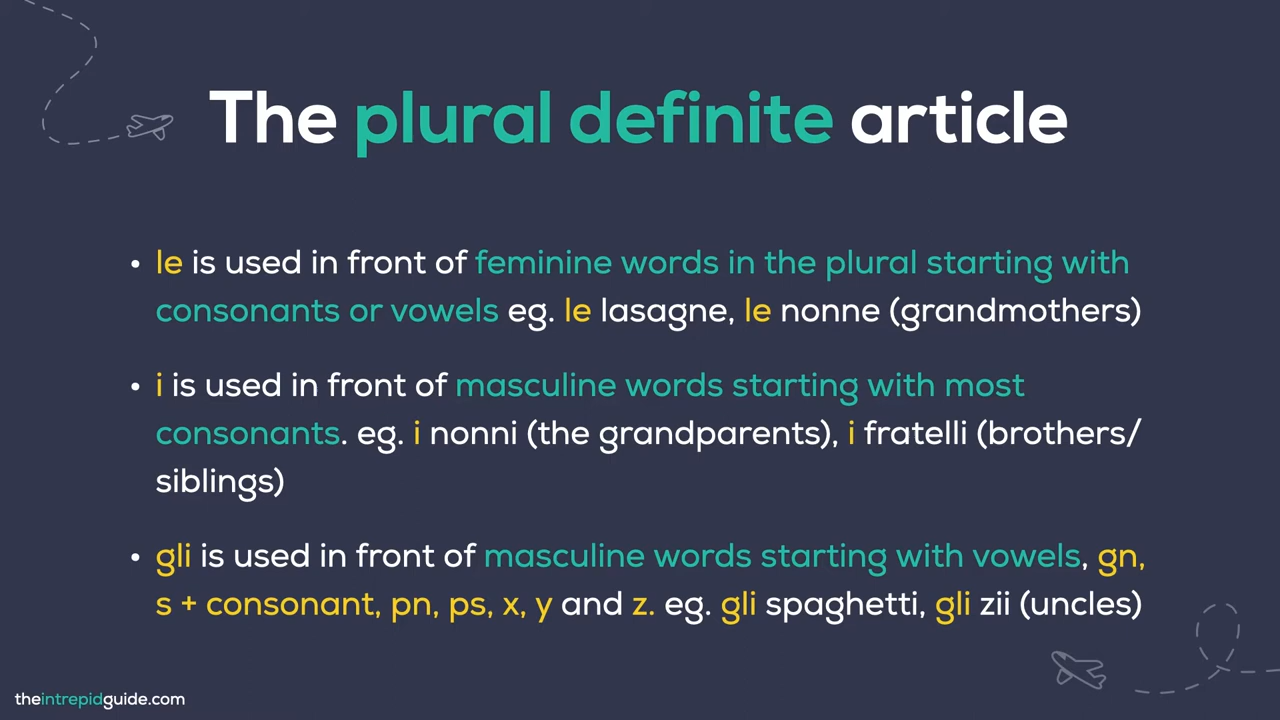 The plural definite article
• le is used in front of feminine words in the plural starting with
consonants or vowels eg. le lasagne, le nonne (grandmothers)
• i is used in front of masculine words starting with most
consonants. eg. i nonni (the grandparents), i fratelli (brothers/
siblings)
• gli is used in front of masculine words starting with vowels, gn,
s + consonant, pn, ps, x, y and z. eg. gli spaghetti, gli zii (uncles)
theintrepidguide.com